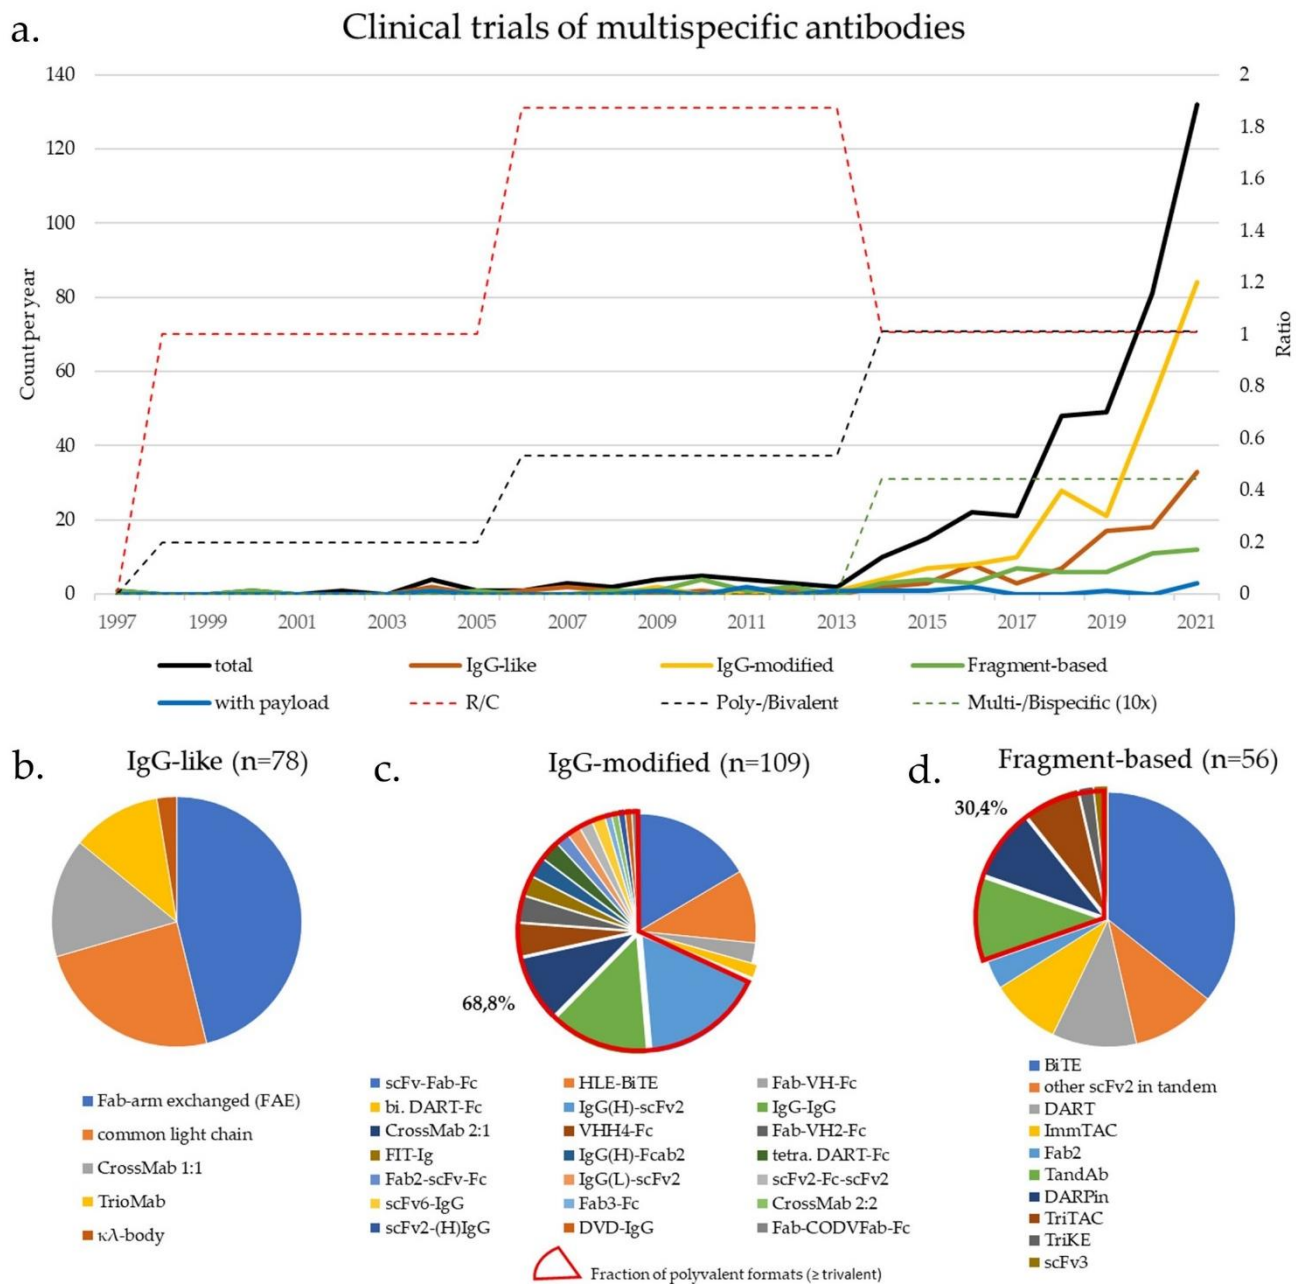 a.
Clinical trials of multispecific antibodies
140
120
100
80
60
40
20
0
Count per year
2
1.8
1.6
1.4
1.2
1
0.8
0.6
0.4
0.2
0
Ratio
1997 1999 2001 2003 2005 2007 2009 2011 2013 2015 2017 2019 2021
total IgG-like IgG-modified Fragment-based
with payload R/C Poly-/Bivalent Multi-/Bispecific (10x)
b.
IgG-like (n=78)
Fab-arm exchanged (FAE)
common light chain
CrossMab 1:1
TrioMab
κλ-body
c.
IgG-modified (n=109)
68,8%
scFv-Fab-Fc HLE-BiTE Fab-VH-Fc
bi. DART-Fc IgG(H)-scFv2 IgG-IgG
CrossMab 2:1 VHH4-Fc Fab-VH2-Fc
FIT-Ig IgG(H)-Fcab2 tetra. DART-Fc
Fab2-scFv-Fc IgG(L)-scFv2 scFv2-Fc-scFv2
scFv6-IgG Fab3-Fc CrossMab 2:2
scFv2-(H)IgG DVD-IgG Fab-CODVFab-Fc
Fraction of polyvalent formats (≥ trivalent)
d.
Fragment-based (n=56)
30,4%
BiTE
other scFv2 in tandem
DART
ImmTAC
Fab2
TandAb
DARPin
TriTAC
TriKE
scFv3